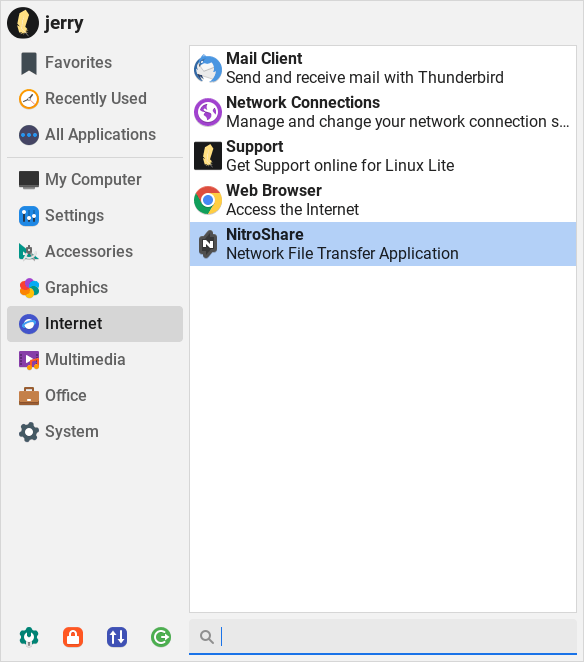 jerry
Favorites
Recently Used
All Applications
My Computer
Settings
Accessories
Graphics
Internet
Multimedia
Office
System
Mail Client
Send and receive mail with Thunderbird
Network Connections
Manage and change your network connection s...
Support
Get Support online for Linux Lite
Web Browser
Access the Internet
NitroShare
Network File Transfer Application